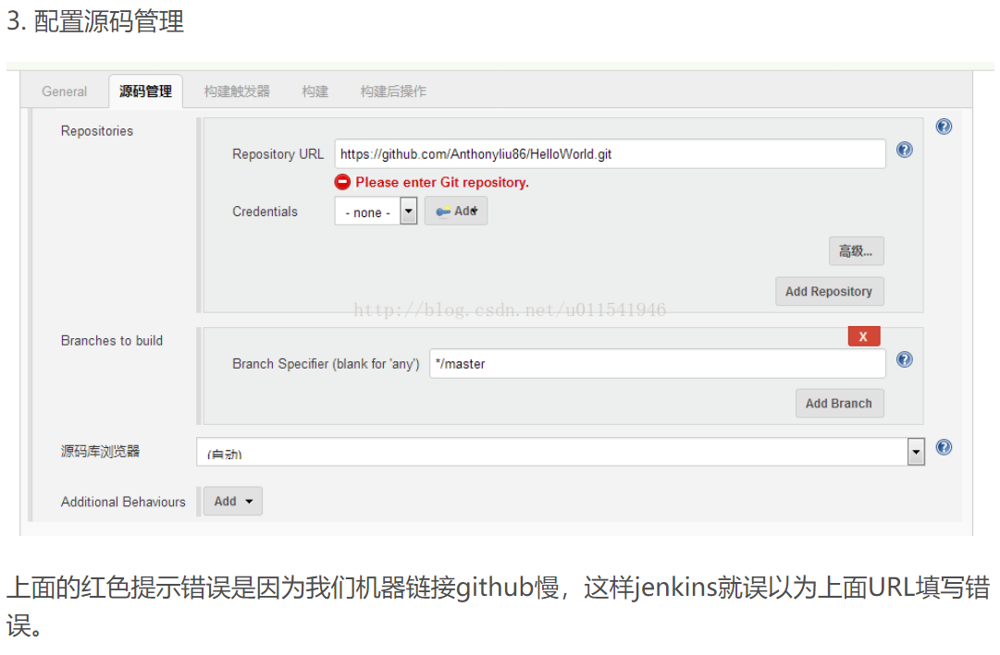 3. 配置源码管理
General 源码管理 构建触发器 构建 构建后操作
Repositories
Repository URL https://github.com/Anthonyliu86/HelloWorld.git
Please enter Git repository.
Credentials - none - Add
高级...
Add Repository
http://blog.csdn.net/u011541946
Branches to build
X
Branch Specifier (blank for 'any') */master
Add Branch
源码库浏览器 (自动)
Additional Behaviours Add
上面的红色提示错误是因为我们机器链接github慢，这样jenkins就误以为上面URL填写错
误。